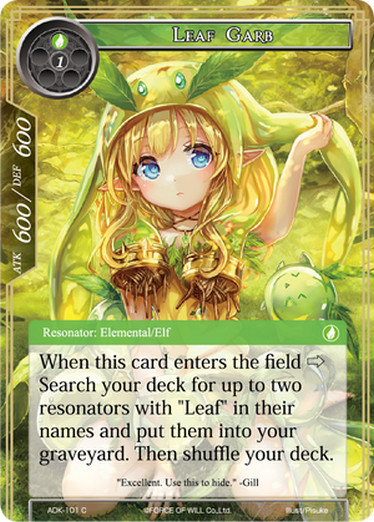 Leaf Garb
1
ATK 600 / DEF 600
Resonator: Elemental/Elf
When this card enters the field ⇨
Search your deck for up to two
resonators with "Leaf" in their
names and put them into your
graveyard. Then shuffle your deck.
"Excellent. Use this to hide." -Gill
ADK-101 C ©FORCE OF WILL Co.,Ltd. Illust/Pisuke